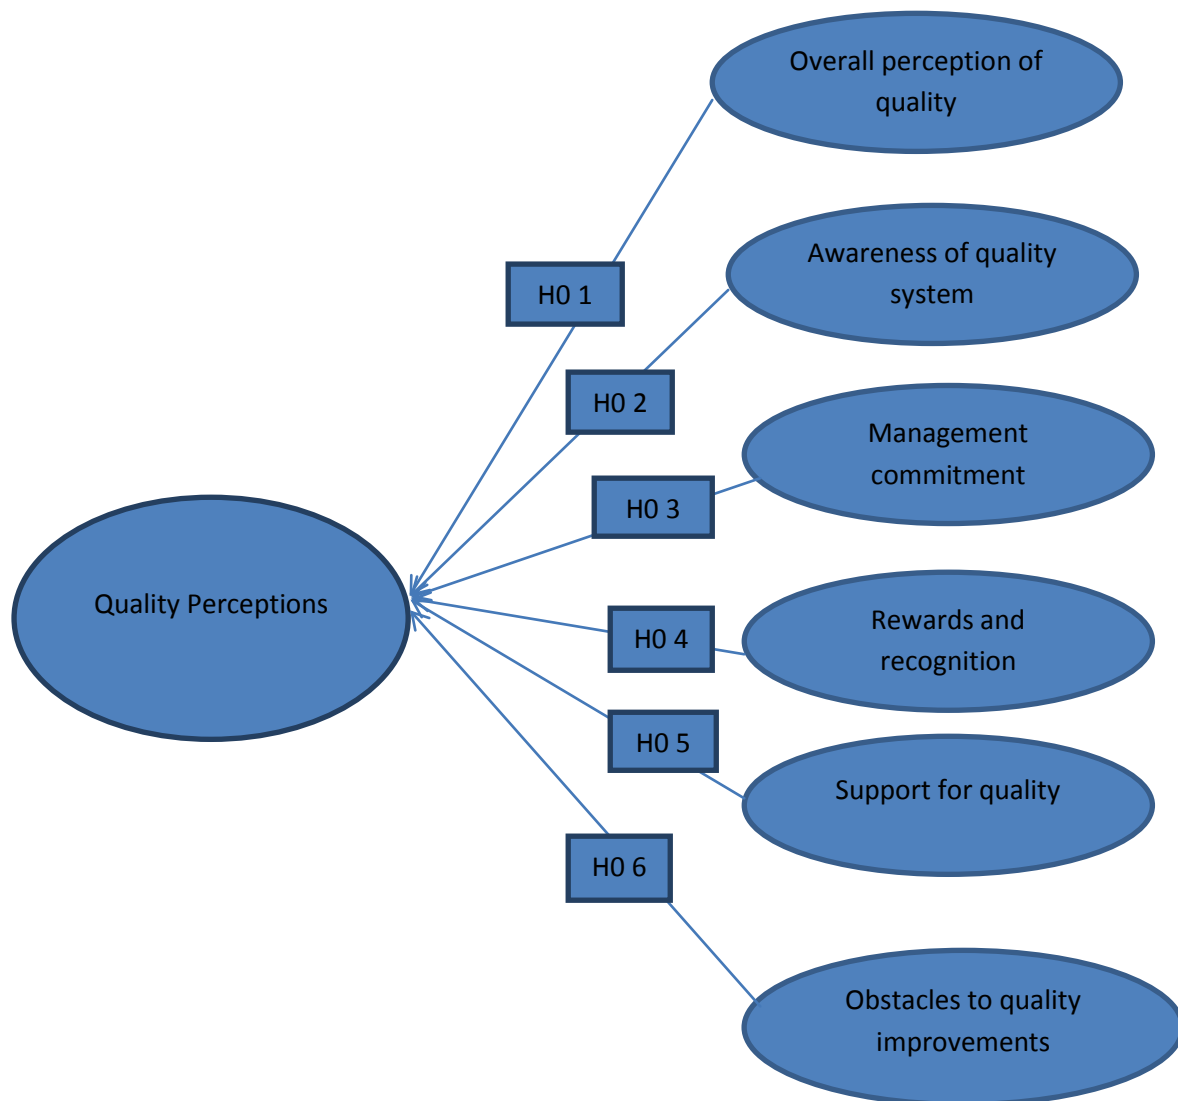 Overall perception of
quality
H0 1
Awareness of quality
system
H0 2
Management
commitment
H0 3
Quality Perceptions
Rewards and
recognition
H0 4
Support for quality
H0 5
H0 6
Obstacles to quality
improvements